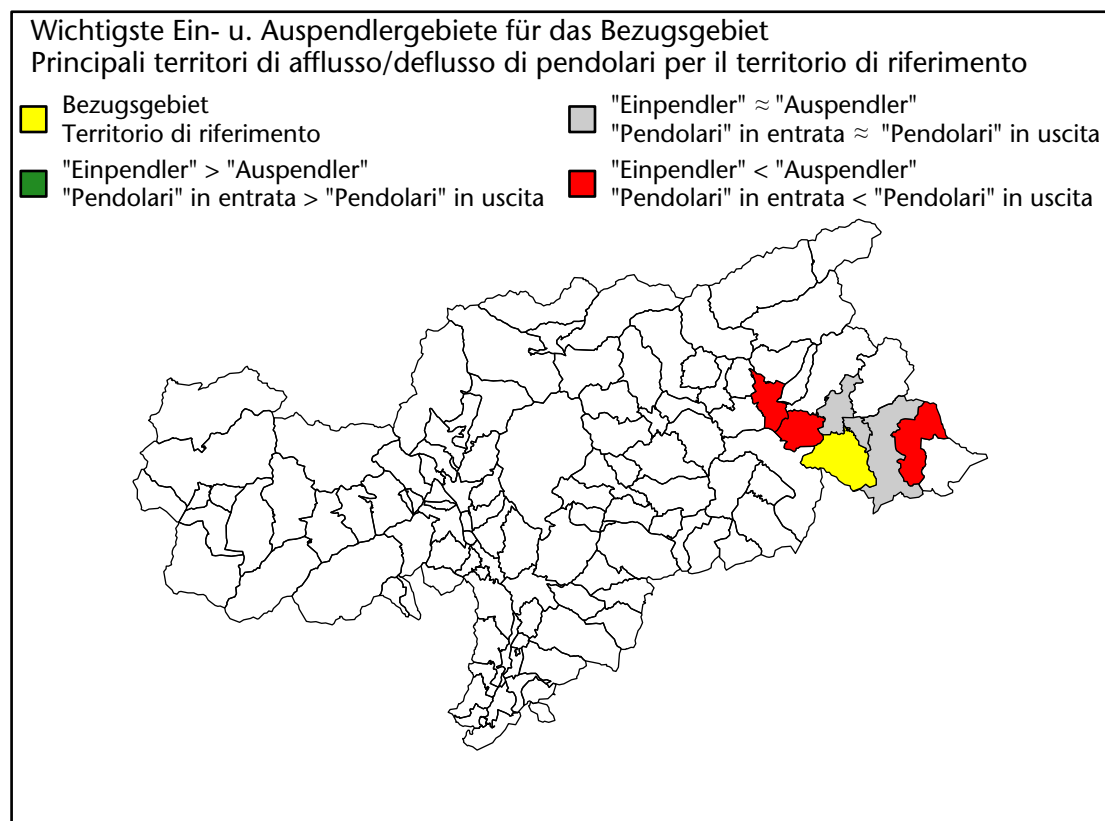 Wichtigste Ein- u. Auspendlergebiete für das Bezugsgebiet
Principali territori di afflusso/deflusso di pendolari per il territorio di riferimento
Bezugsgebiet
Territorio di riferimento
"Einpendler" > "Auspendler"
"Pendolari" in entrata > "Pendolari" in uscita
"Einpendler" ≈ "Auspendler"
"Pendolari" in entrata ≈ "Pendolari" in uscita
"Einpendler" < "Auspendler"
"Pendolari" in entrata < "Pendolari" in uscita